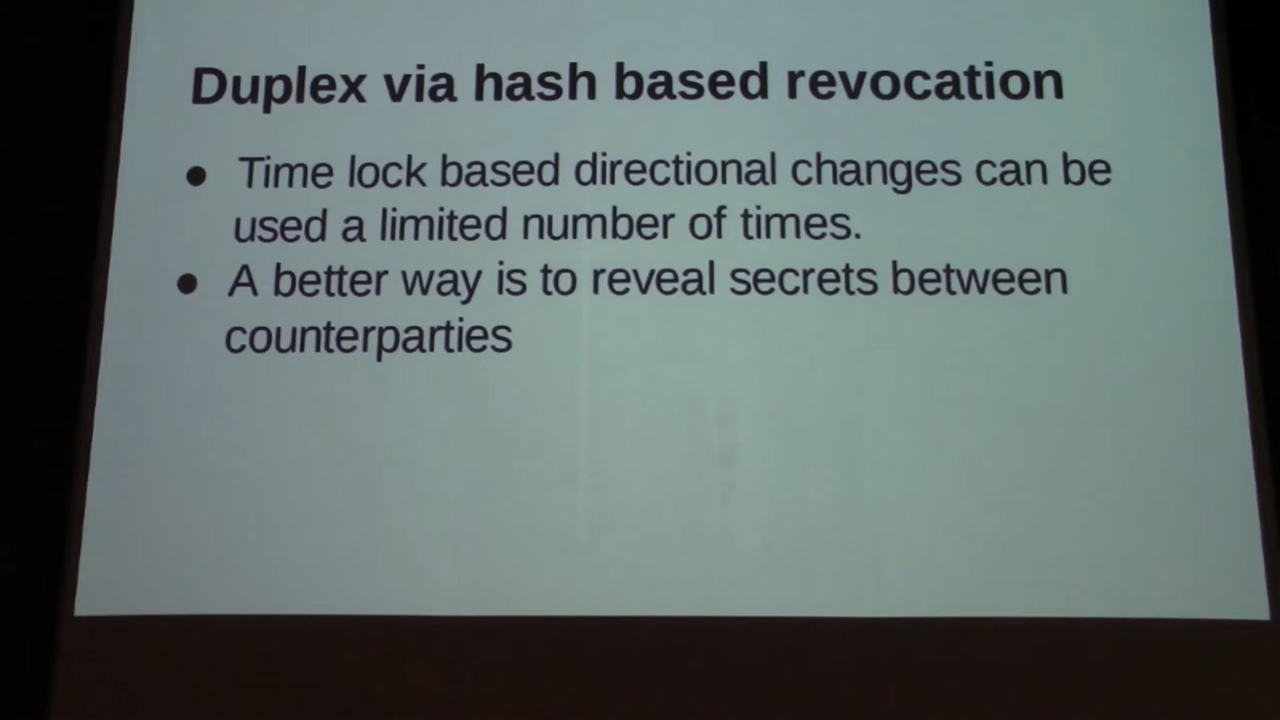 Duplex via hash based revocation
● Time lock based directional changes can be
used a limited number of times.
● A better way is to reveal secrets between
counterparties